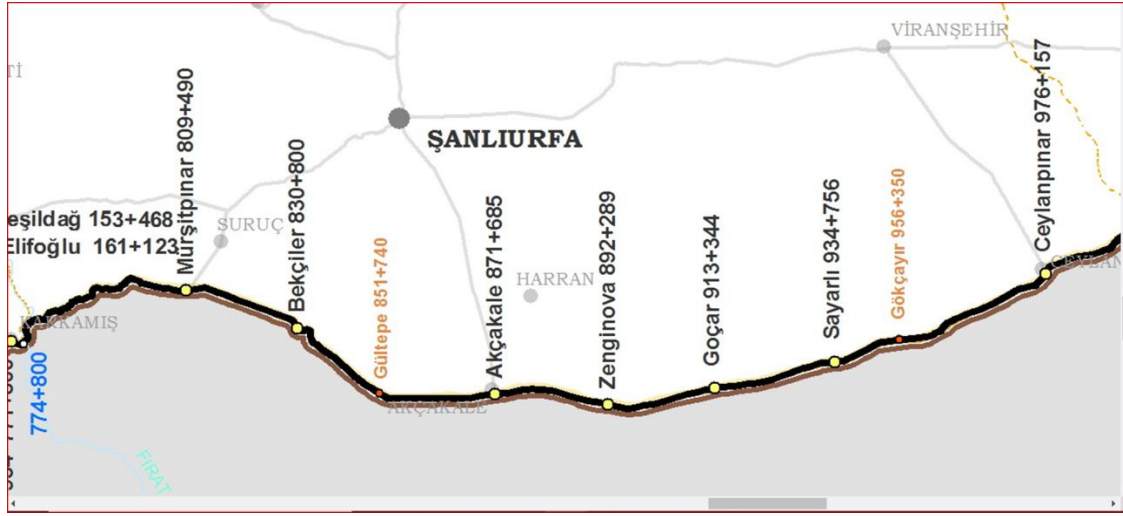 VİRANŞEHİR
ŞANLIURFA
Mürşitpınar 809+490
Ceylanpınar 976+157
eşildağ 153+468
Elifoğlu 161+123
SURUÇ
Bekçiler 830+800
Gültepe 851+740
Akçakale 871+685
HARRAN
Zenginova 892+289
Goçar 913+344
Sayarlı 934+756
Gökçayır 956+350
CEYLAN
KARKAMIŞ
AKÇAKALE
774+800
FIRAT